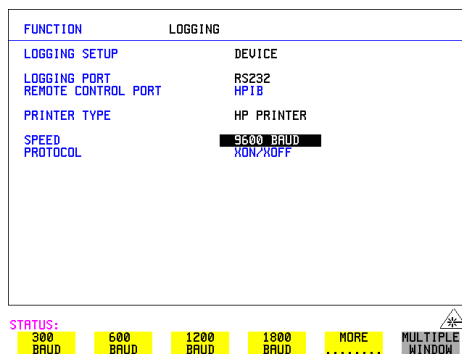 FUNCTION LOGGING
LOGGING SETUP DEVICE
LOGGING PORT RS232
REMOTE CONTROL PORT HPIB
PRINTER TYPE HP PRINTER
SPEED 9600 BAUD
PROTOCOL XON/XOFF
STATUS:
300 BAUD
600 BAUD
1200 BAUD
1800 BAUD
MORE ........
MULTIPLE WINDOW